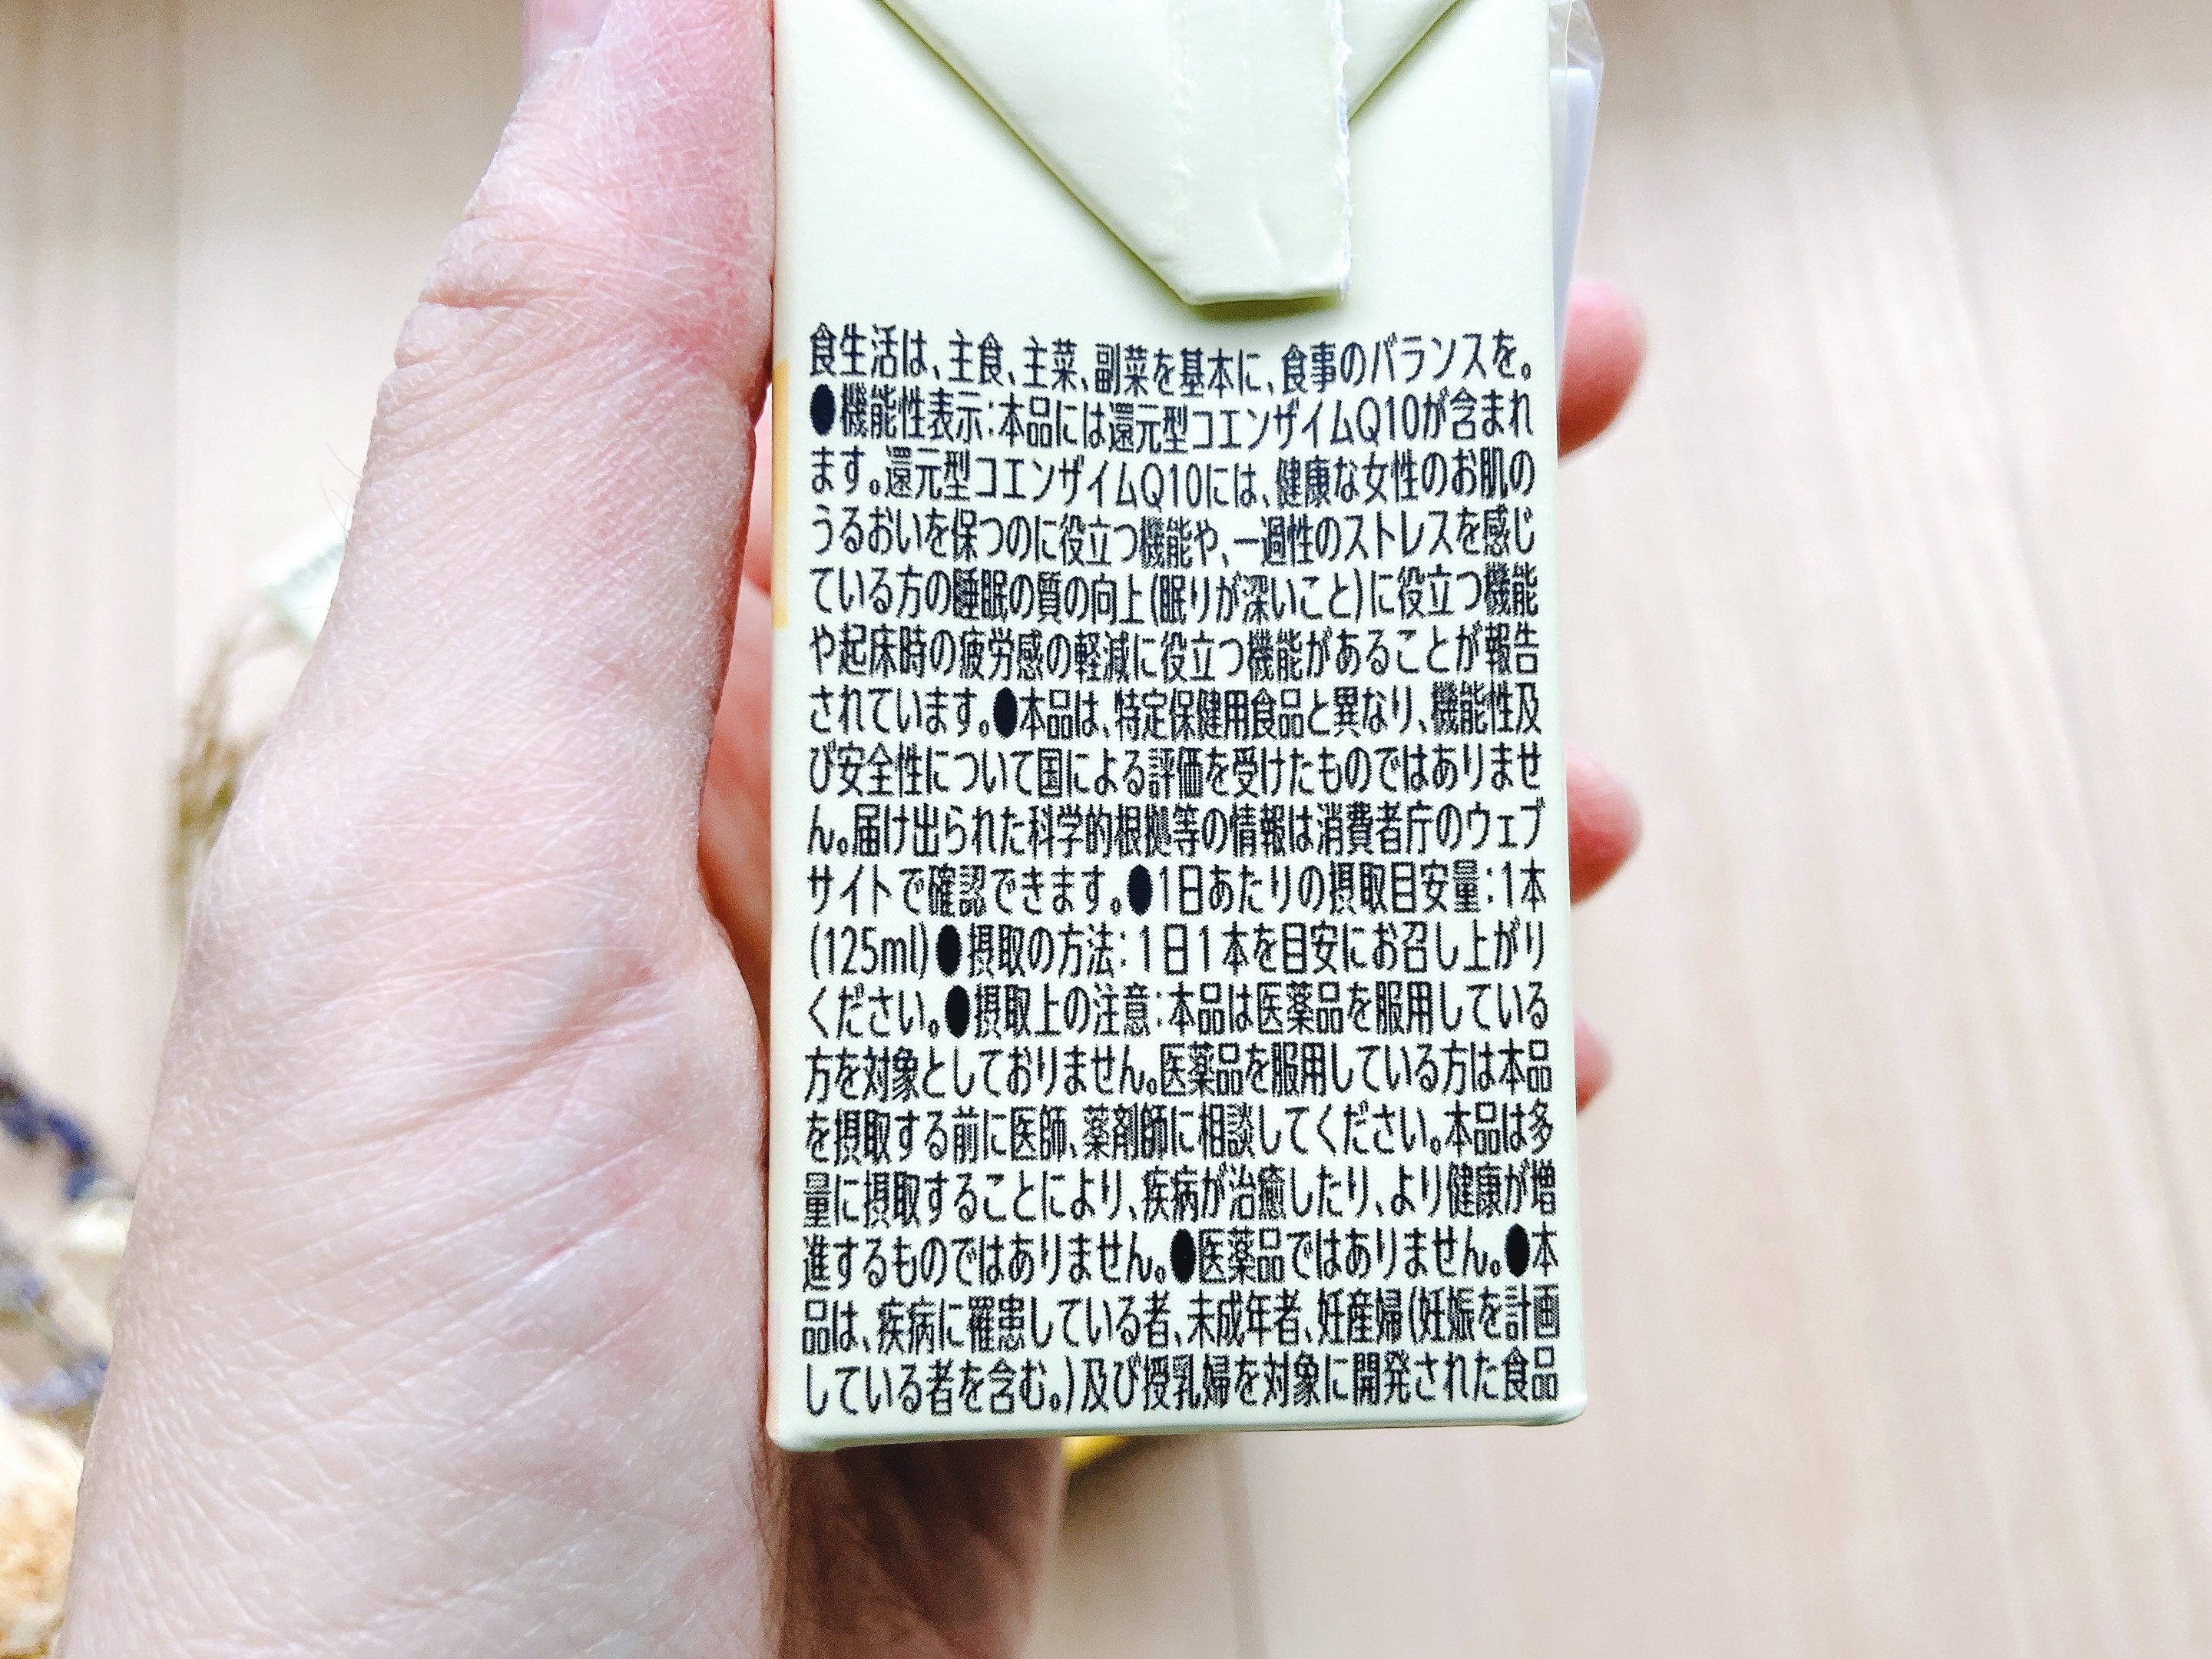 食生活は、主食、主菜、副菜を基本に、食事のバランスを。
●機能性表示:本品には還元型コエンザイムQ10が含まれ
ます。還元型コエンザイムQ10には、健康な女性のお肌の
うるおいを保つのに役立つ機能や、一過性のストレスを感じ
ている方の睡眠の質の向上(眠りが深いこと)に役立つ機能
や起床時の疲労感の軽減に役立つ機能があることが報告
されています。●本品は、特定保健用食品と異なり、機能性及
び安全性について国による評価を受けたものではありませ
ん。届け出られた科学的根拠等の情報は消費者庁のウェブ
サイトで確認できます。●1日あたりの摂取目安量:1本
(125ml)●摂取の方法:1日1本を目安にお召し上がり
ください。●摂取上の注意:本品は医薬品を服用している
方を対象としておりません。医薬品を服用している方は本品
を摂取する前に医師、薬剤師に相談してください。本品は多
量に摂取することにより、疾病が治癒したり、より健康が増
進するものではありません。●医薬品ではありません。●本
品は、疾病に罹患している者、未成年者、妊産婦(妊娠を計画
している者を含む。)及び授乳婦を対象に開発された食品